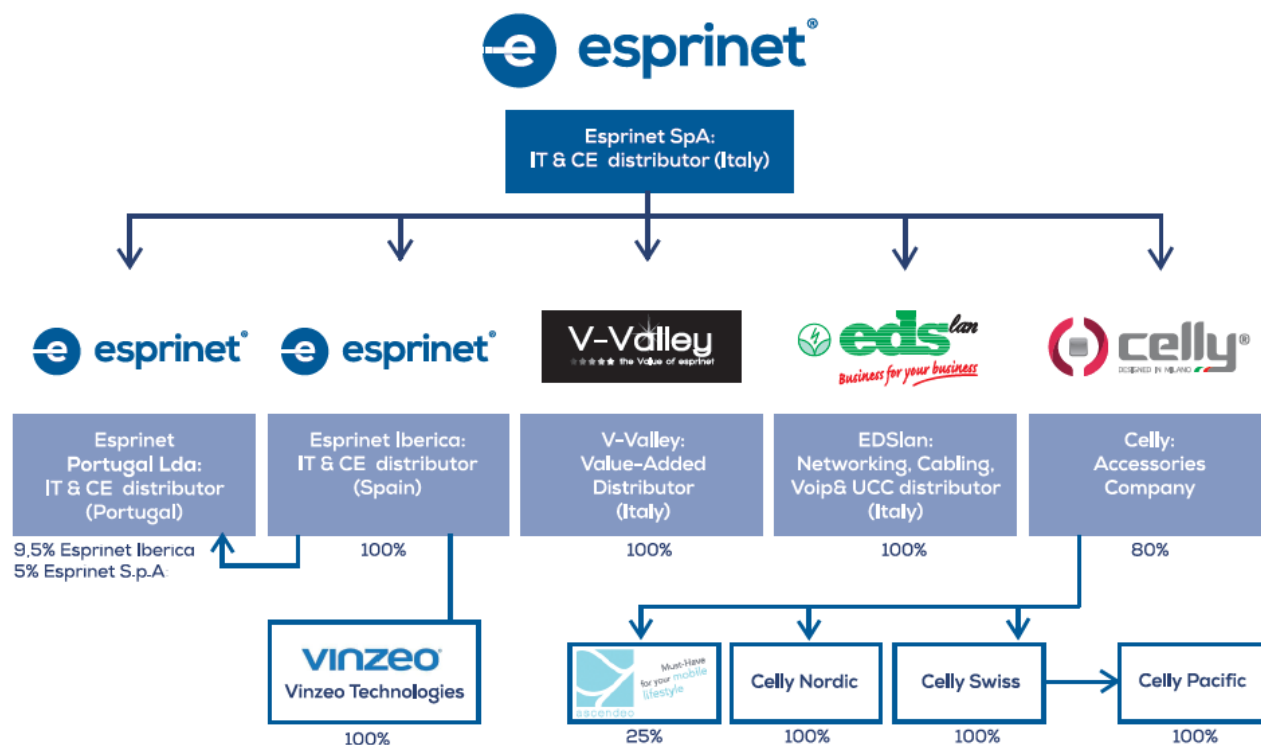 e esprinet®
Esprinet SpA:
IT & CE distributor (Italy)
e esprinet®
e esprinet®
V-Valley
★★★★★ the Value of esprinet
eds lan
Business for your business
celly®
DESIGNED IN MILANO
Esprinet
Portugal Lda:
IT & CE distributor
(Portugal)
Esprinet Iberica:
IT & CE distributor
(Spain)
V-Valley:
Value-Added
Distributor
(Italy)
EDSlan:
Networking, Cabling,
Voip& UCC distributor
(Italy)
Celly:
Accessories
Company
9,5% Esprinet Iberica
5% Esprinet S.p.A
100%
100%
100%
80%
vinzeo
Vinzeo Technologies
100%
ascendeo
Must-Have
for your mobile
lifestyle
25%
Celly Nordic
100%
Celly Swiss
100%
Celly Pacific
100%